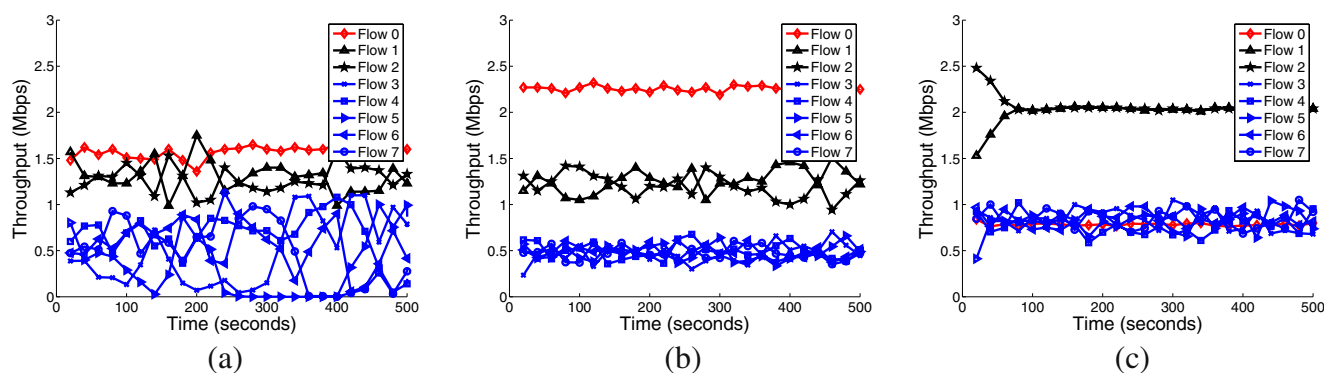 3
2.5
2
1.5
1
0.5
0
0
100
200
300
400
500
Throughput (Mbps)
Time (seconds)
Flow 0
Flow 1
Flow 2
Flow 3
Flow 4
Flow 5
Flow 6
Flow 7
(a)
3
2.5
2
1.5
1
0.5
0
0
100
200
300
400
500
Throughput (Mbps)
Time (seconds)
Flow 0
Flow 1
Flow 2
Flow 3
Flow 4
Flow 5
Flow 6
Flow 7
(b)
3
2.5
2
1.5
1
0.5
0
0
100
200
300
400
500
Throughput (Mbps)
Time (seconds)
Flow 0
Flow 1
Flow 2
Flow 3
Flow 4
Flow 5
Flow 6
Flow 7
(c)